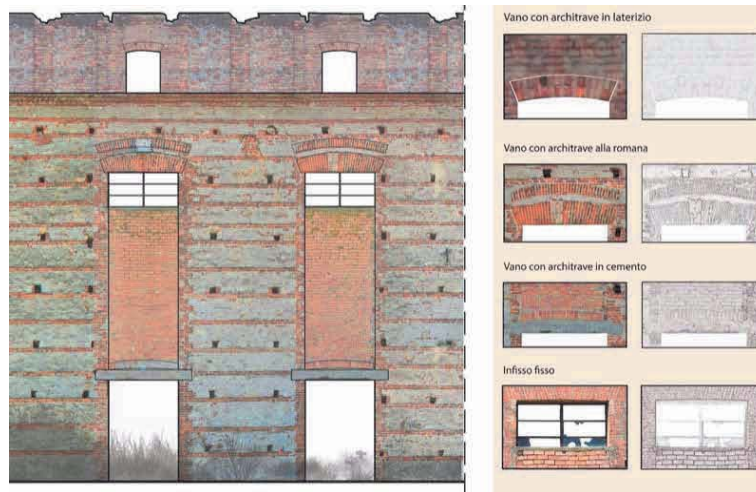 Vano con architrave in laterizio
Vano con architrave alla romana
Vano con architrave in cemento
Infisso fisso